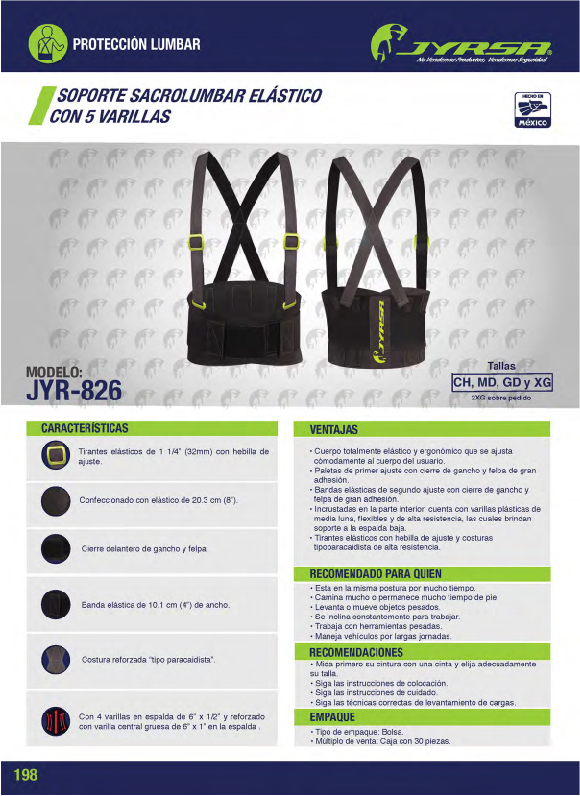 PROTECCIÓN LUMBAR
JYRSA®
No Vendemos Productos, Vendemos Seguridad
SOPORTE SACROLUMBAR ELÁSTICO
CON 5 VARILLAS
HECHO EN
MÉXICO
JYRSA
MODELO:
JYR-826
Tallas
CH, MD, GD y XG
2XG sobre pedido
CARACTERÍSTICAS
Tirantes elásticos de 1 1/4" (32mm) con hebilla de
ajuste.
Confeccionado con elástico de 20.3 cm (8").
Cierre delantero de gancho y felpa
Banda elástica de 10.1 cm (4") de ancho.
Costura reforzada "tipo paracaidista".
Con 4 varillas en espalda de 6" x 1/2" y reforzado
con varilla central gruesa de 6" x 1" en la espalda .
VENTAJAS
• Cuerpo totalmente elástico y ergonómico que se ajusta
cómodamente al cuerpo del usuario.
• Paletas de primer ajuste con cierre de gancho y felpa de gran
adhesión.
• Bandas elásticas de segundo ajuste con cierre de gancho y
felpa de gran adhesión.
• Incrustadas en la parte interior cuenta con varillas plásticas de
media luna, flexibles y de alta resistencia, las cuales brindan
soporte a la espalda baja.
• Tirantes elásticos con hebilla de ajuste y costuras
tipoparacaidista de alta resistencia.
RECOMENDADO PARA QUIEN
• Esta en la misma postura por mucho tiempo.
• Camina mucho o permanece mucho tiempo de pie
• Levanta o mueve objetos pesados.
• Se inclina constantemente para trabajar.
• Trabaja con herramientas pesadas.
• Maneja vehículos por largas jornadas.
RECOMENDACIONES
• Mida primero su cintura con una cinta y elija adecuadamente
su talla.
• Siga las instrucciones de colocación.
• Siga las instrucciones de cuidado.
• Siga las técnicas correctas de levantamiento de cargas.
EMPAQUE
• Tipo de empaque: Bolsa.
• Múltiplo de venta: Caja con 30 piezas.
198